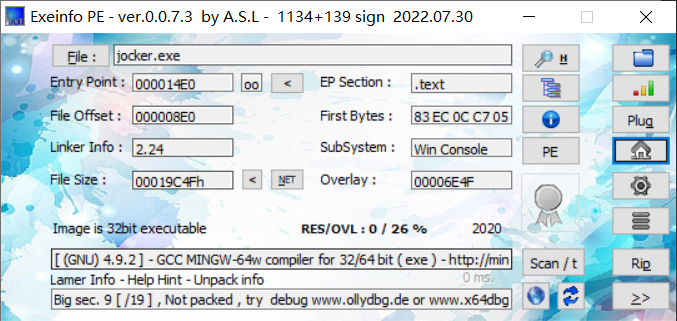 Exeinfo PE - ver.0.0.7.3  by A.S.L -  1134+139 sign  2022.07.30
File : jocker.exe H
Entry Point : 000014E0 oo < EP Section : .text
File Offset : 000008E0 First Bytes : 83 EC 0C C7 05 Plug
Linker Info : 2.24 SubSystem : Win Console PE
File Size : 00019C4Fh < NET Overlay : 00006E4F
Image is 32bit executable RES/OVL : 0 / 26 % 2020
[ (GNU) 4.9.2 ] - GCC MINGW-64w compiler for 32/64 bit ( exe ) - http://min Scan / t Rip
Lamer Info - Help Hint - Unpack info 0 ms.
Big sec. 9 [ /19 ] , Not packed , try  debug www.ollydbg.de or www.x64dbg >>